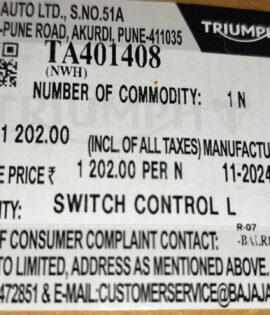 AUTO LTD., S.NO.51A
-PUNE ROAD, AKURDI, PUNE-411035
TRIUMPH
TA401408
(NWH)
NUMBER OF COMMODITY: 1 N
1 202.00 (INCL.OF ALL TAXES) MANUFACTU
E PRICE ₹ 1 202.00 PER N 11-2024
ITY: SWITCH CONTROL L
R-07
F CONSUMER COMPLAINT CONTACT:
TO LIMITED, ADDRESS AS MENTIONED ABOVE.
472851 & E-MAIL:CUSTOMERSERVICE@BAJAJA